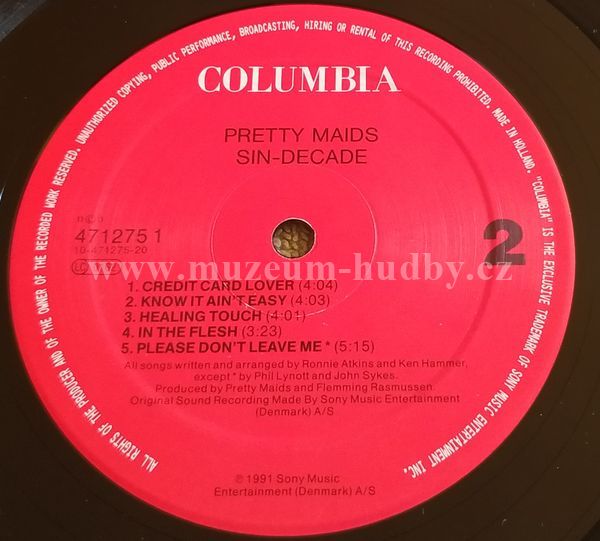 UNAUTHORIZED COPYING, PUBLIC PERFORMANCE, BROADCASTING, HIRING OR RENTAL OF THIS RECORDING PROHIBITED. MADE IN HOLLAND. "COLUMBIA" IS THE EXCLUSIVE TRADEMARK OF SONY MUSIC ENTERTAINMENT INC.
ALL RIGHTS OF THE PRODUCER AND OF THE OWNER OF THE RECORDED WORK RESERVED.
COLUMBIA
PRETTY MAIDS
SIN-DECADE
471275 1
10-471275-20
2
www.muzeum-hudby.cz
1. CREDIT CARD LOVER (4:04)
2. KNOW IT AIN'T EASY (4:03)
3. HEALING TOUCH (4:01)
4. IN THE FLESH (3:23)
5. PLEASE DON'T LEAVE ME * (5:15)
All songs written and arranged by Ronnie Atkins and Ken Hammer,
except * by Phil Lynott and John Sykes.
Produced by Pretty Maids and Flemming Rasmussen.
Original Sound Recording Made By Sony Music Entertainment
(Denmark) A/S
℗ 1991 Sony Music
Entertainment (Denmark) A/S